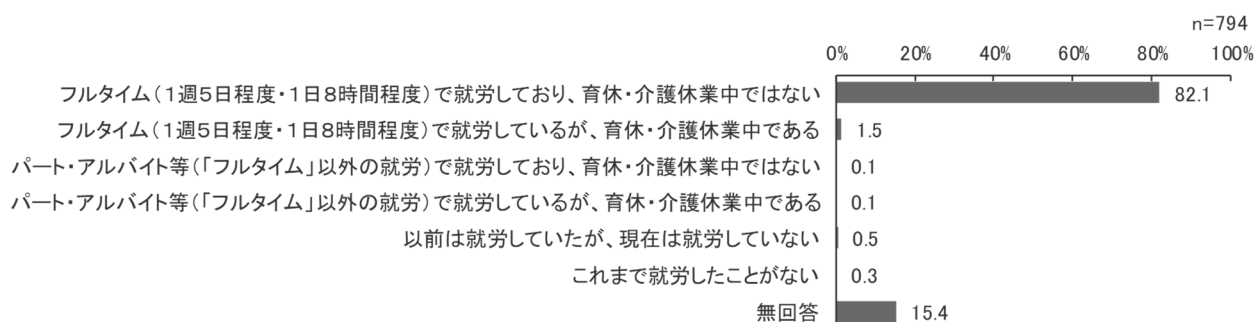 n=794
0% 20% 40% 60% 80% 100%
フルタイム(1週5日程度・1日8時間程度)で就労しており、育休・介護休業中ではない 82.1
フルタイム(1週5日程度・1日8時間程度)で就労しているが、育休・介護休業中である 1.5
パート・アルバイト等(「フルタイム」以外の就労)で就労しており、育休・介護休業中ではない 0.1
パート・アルバイト等(「フルタイム」以外の就労)で就労しているが、育休・介護休業中である 0.1
以前は就労していたが、現在は就労していない 0.5
これまで就労したことがない 0.3
無回答 15.4